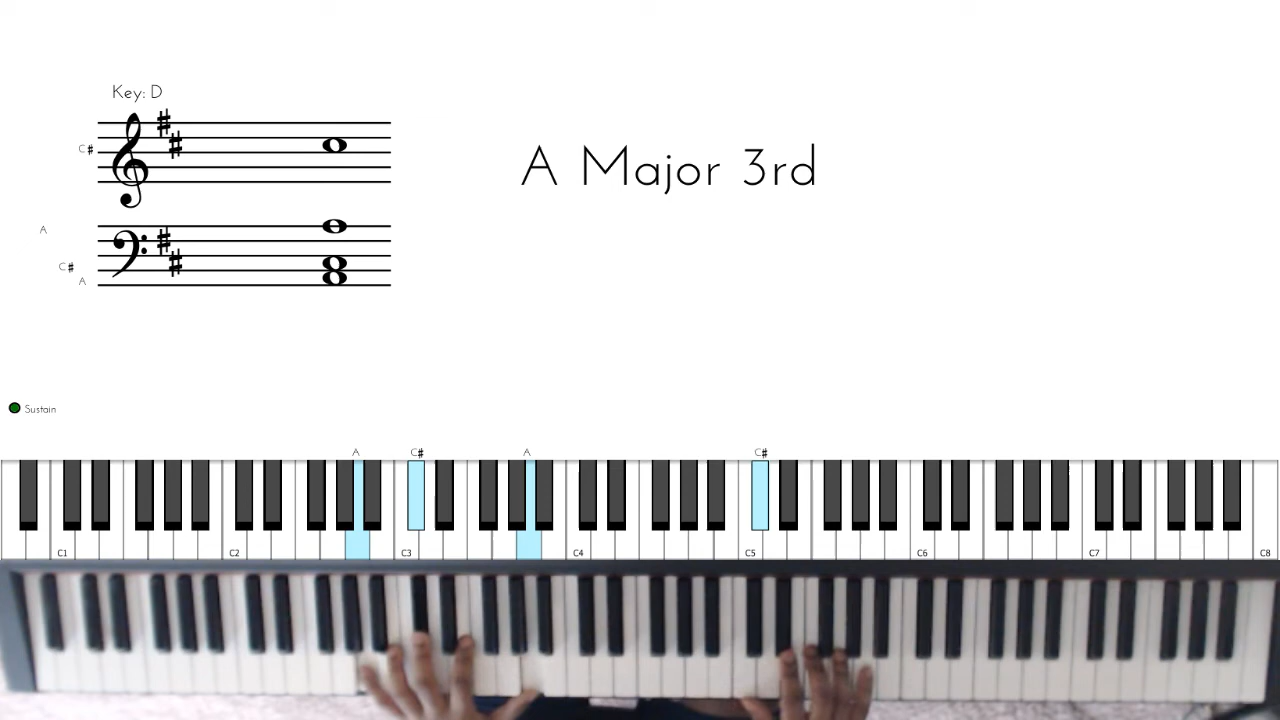 Key: D
C♯
A Major 3rd
A
C♯
A
Sustain
A C♯ A C♯
C1 C2 C3 C4 C5 C6 C7 C8